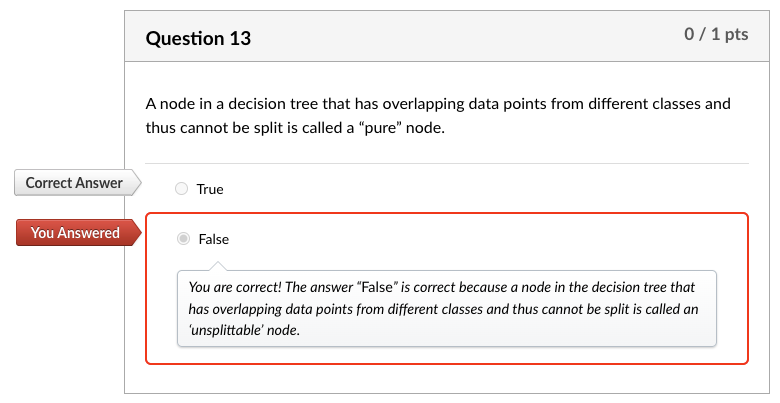 Question 13
0 / 1 pts
A node in a decision tree that has overlapping data points from different classes and
thus cannot be split is called a “pure” node.
Correct Answer
True
You Answered
False
You are correct! The answer “False” is correct because a node in the decision tree that
has overlapping data points from different classes and thus cannot be split is called an
‘unsplittable’ node.